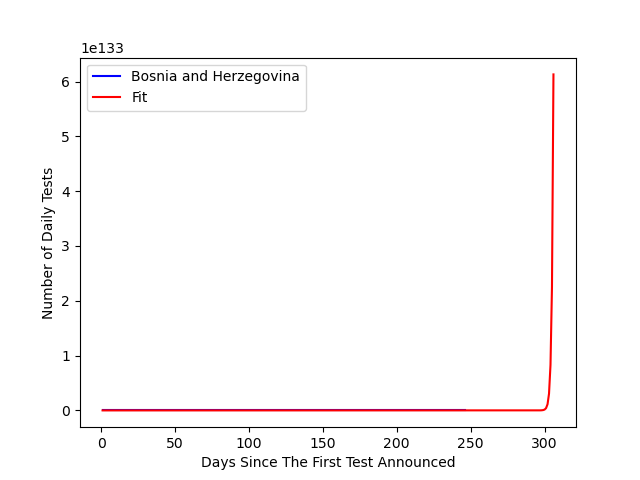 1e133
Bosnia and Herzegovina
Fit
6
5
4
3
2
1
0
Number of Daily Tests
0 50 100 150 200 250 300
Days Since The First Test Announced